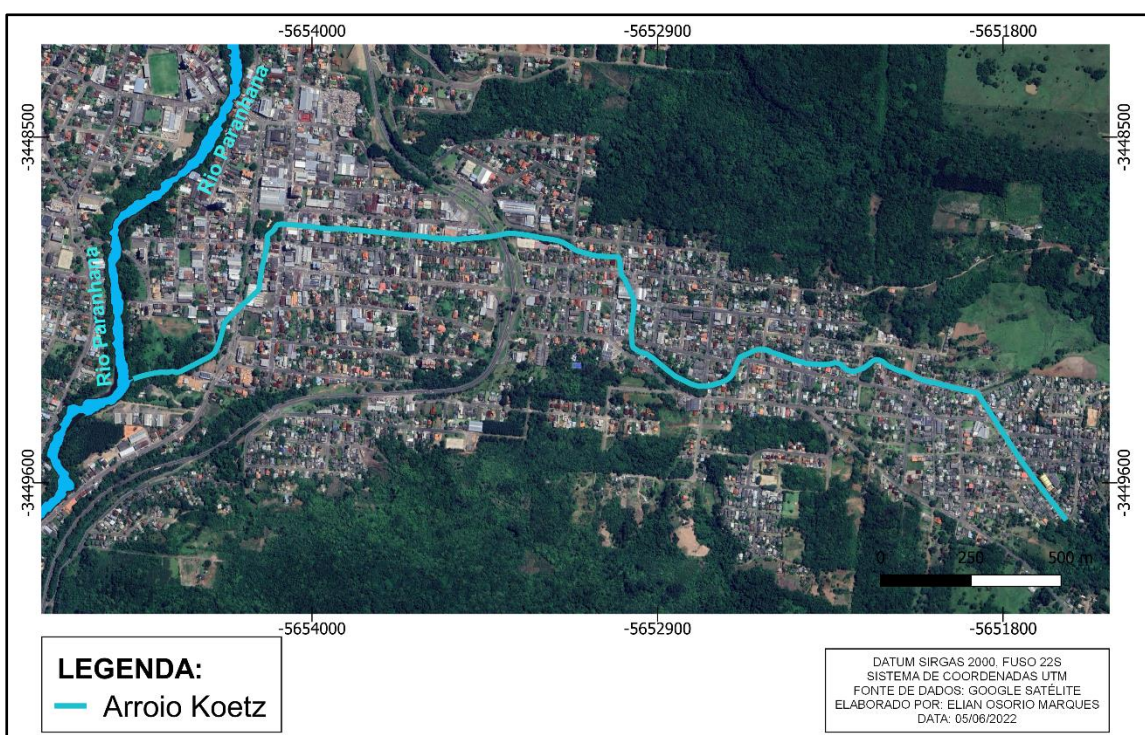 -5654000
-5652900
-5651800
-3448500
-3448500
Rio Paranhana
Rio Paranhana
-3449600
-3449600
0 250 500 m
-5654000
-5652900
-5651800
LEGENDA:
Arroio Koetz
DATUM SIRGAS 2000. FUSO 22S
SISTEMA DE COORDENADAS UTM
FONTE DE DADOS: GOOGLE SATÉLITE
ELABORADO POR: ELIAN OSORIO MARQUES
DATA: 05/06/2022